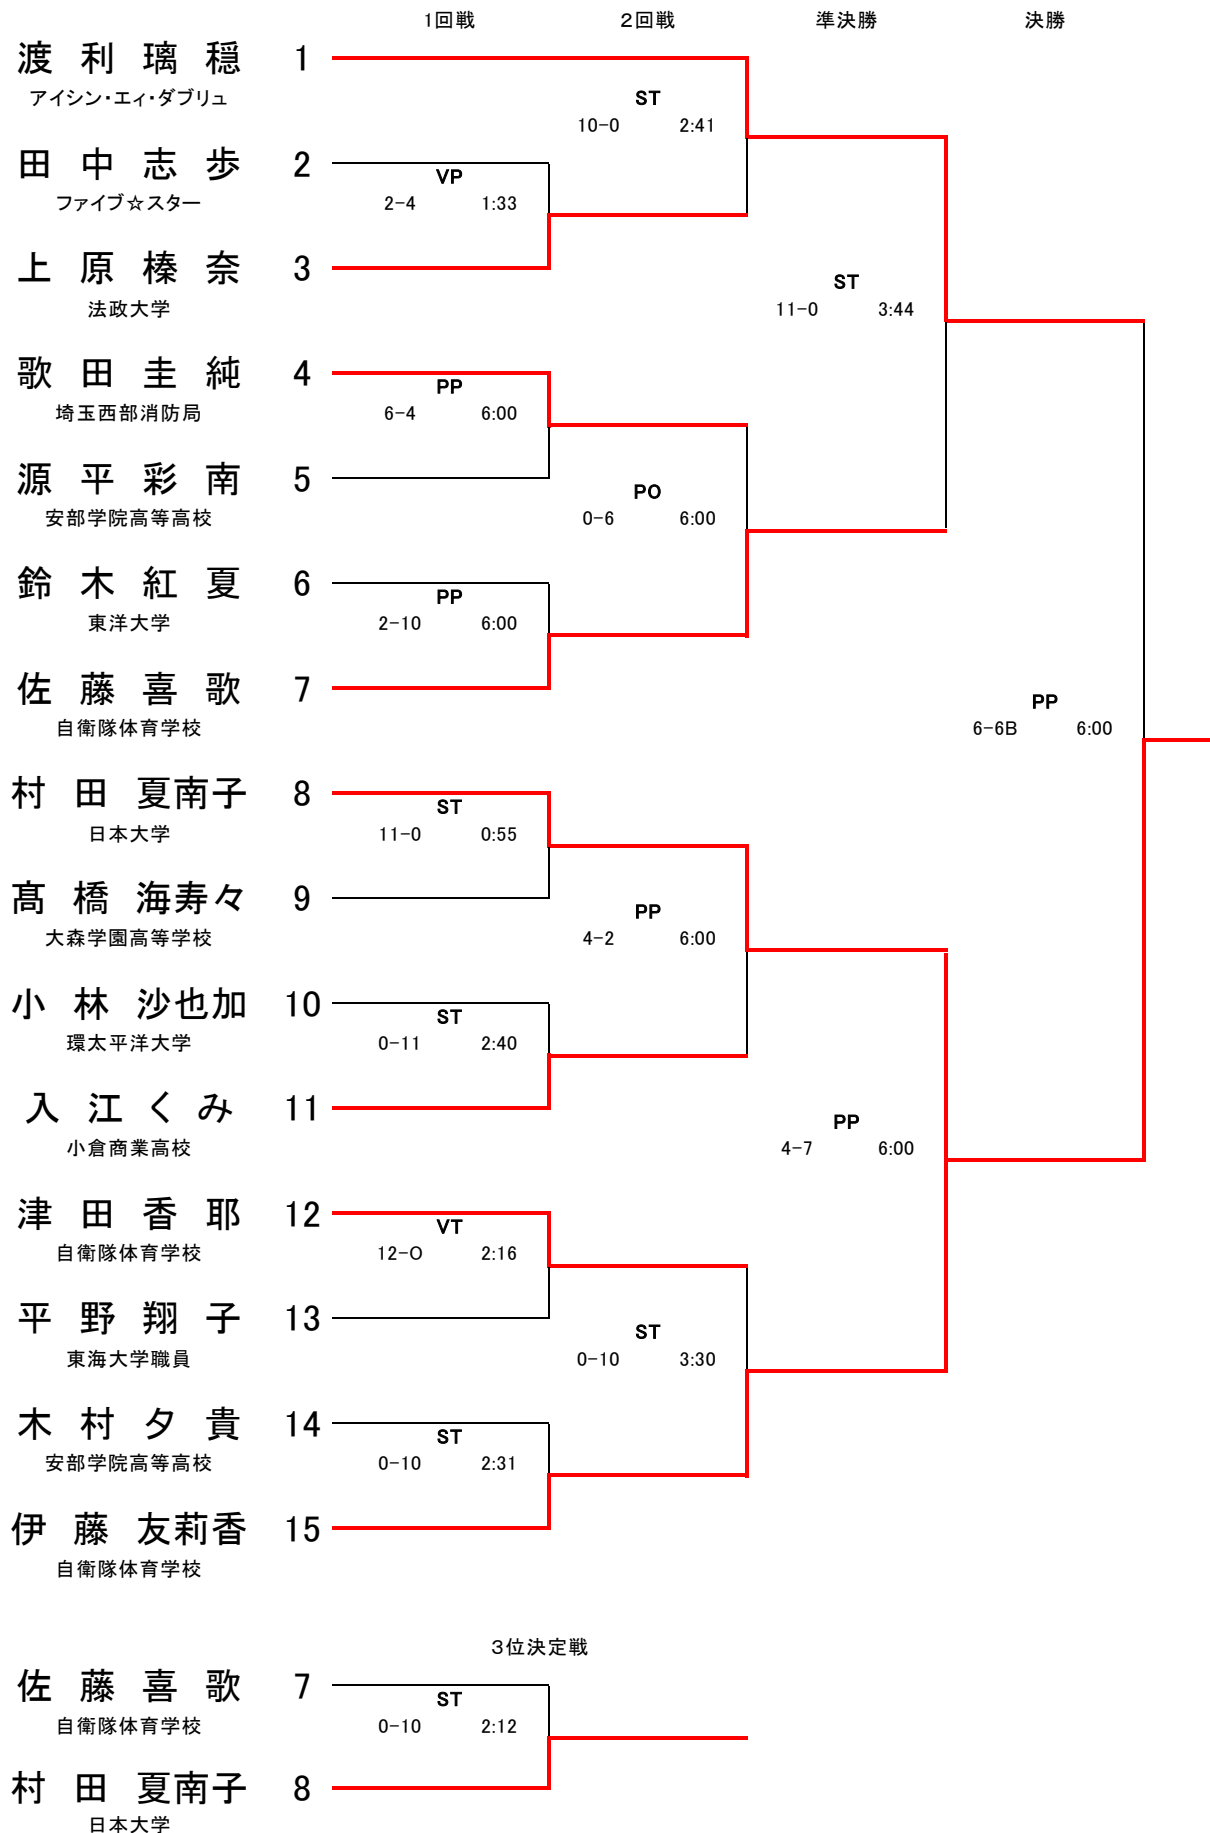 1回戦 2回戦 準決勝 決勝
渡利璃穏 1
アイシン・エィ・ダブリュ
ST
10-0 2:41
田中志歩 2
ファイブ☆スター
VP
2-4 1:33
上原榛奈 3
法政大学
ST
11-0 3:44
歌田圭純 4
埼玉西部消防局
PP
6-4 6:00
源平彩南 5
安部学院高等高校
PO
0-6 6:00
鈴木紅夏 6
東洋大学
PP
2-10 6:00
佐藤喜歌 7
自衛隊体育学校
PP
6-6B 6:00
村田夏南子 8
日本大学
ST
11-0 0:55
髙橋海寿々 9
大森学園高等学校
PP
4-2 6:00
小林沙也加 10
環太平洋大学
ST
0-11 2:40
入江くみ 11
小倉商業高校
PP
4-7 6:00
津田香耶 12
自衛隊体育学校
VT
12-O 2:16
平野翔子 13
東海大学職員
ST
0-10 3:30
木村夕貴 14
安部学院高等高校
ST
0-10 2:31
伊藤友莉香 15
自衛隊体育学校
3位決定戦
佐藤喜歌 7
自衛隊体育学校
ST
0-10 2:12
村田夏南子 8
日本大学